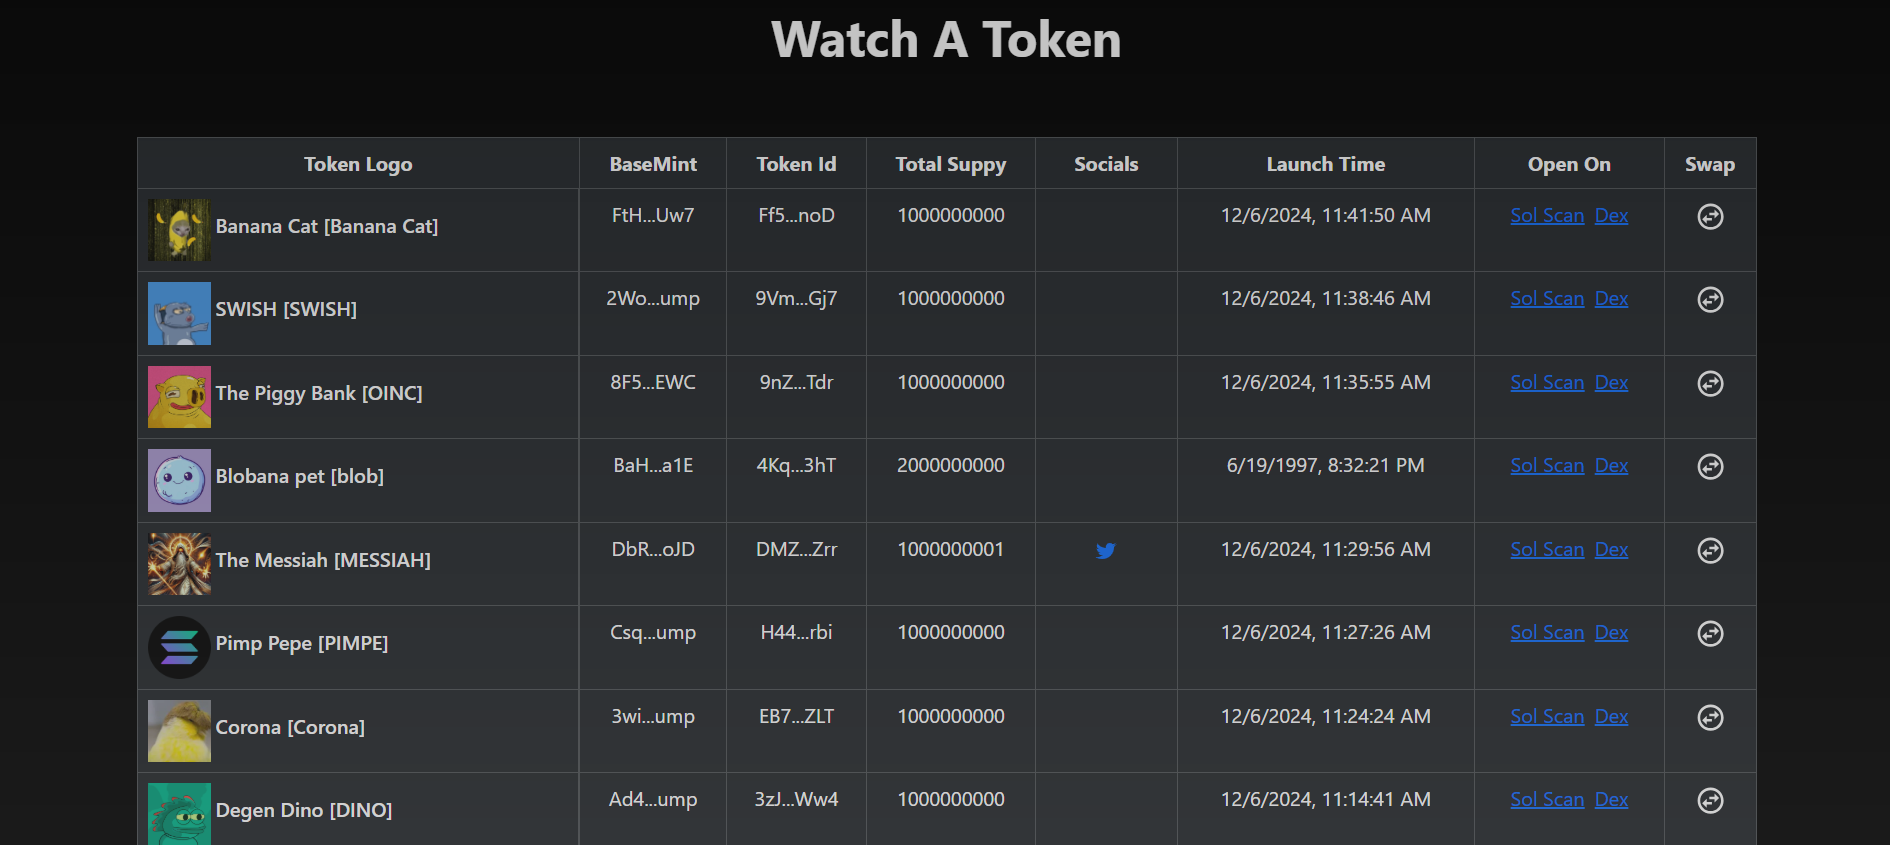 Watch A Token
Token Logo BaseMint Token Id Total Suppy Socials Launch Time Open On Swap
Banana Cat [Banana Cat] FtH...Uw7 Ff5...noD 1000000000 12/6/2024, 11:41:50 AM Sol Scan Dex
SWISH [SWISH] 2Wo...ump 9Vm...Gj7 1000000000 12/6/2024, 11:38:46 AM Sol Scan Dex
The Piggy Bank [OINC] 8F5...EWC 9nZ...Tdr 1000000000 12/6/2024, 11:35:55 AM Sol Scan Dex
Blobana pet [blob] BaH...a1E 4Kq...3hT 2000000000 6/19/1997, 8:32:21 PM Sol Scan Dex
The Messiah [MESSIAH] DbR...oJD DMZ...Zrr 1000000001 12/6/2024, 11:29:56 AM Sol Scan Dex
Pimp Pepe [PIMPE] Csq...ump H44...rbi 1000000000 12/6/2024, 11:27:26 AM Sol Scan Dex
Corona [Corona] 3wi...ump EB7...ZLT 1000000000 12/6/2024, 11:24:24 AM Sol Scan Dex
Degen Dino [DINO] Ad4...ump 3zJ...Ww4 1000000000 12/6/2024, 11:14:41 AM Sol Scan Dex